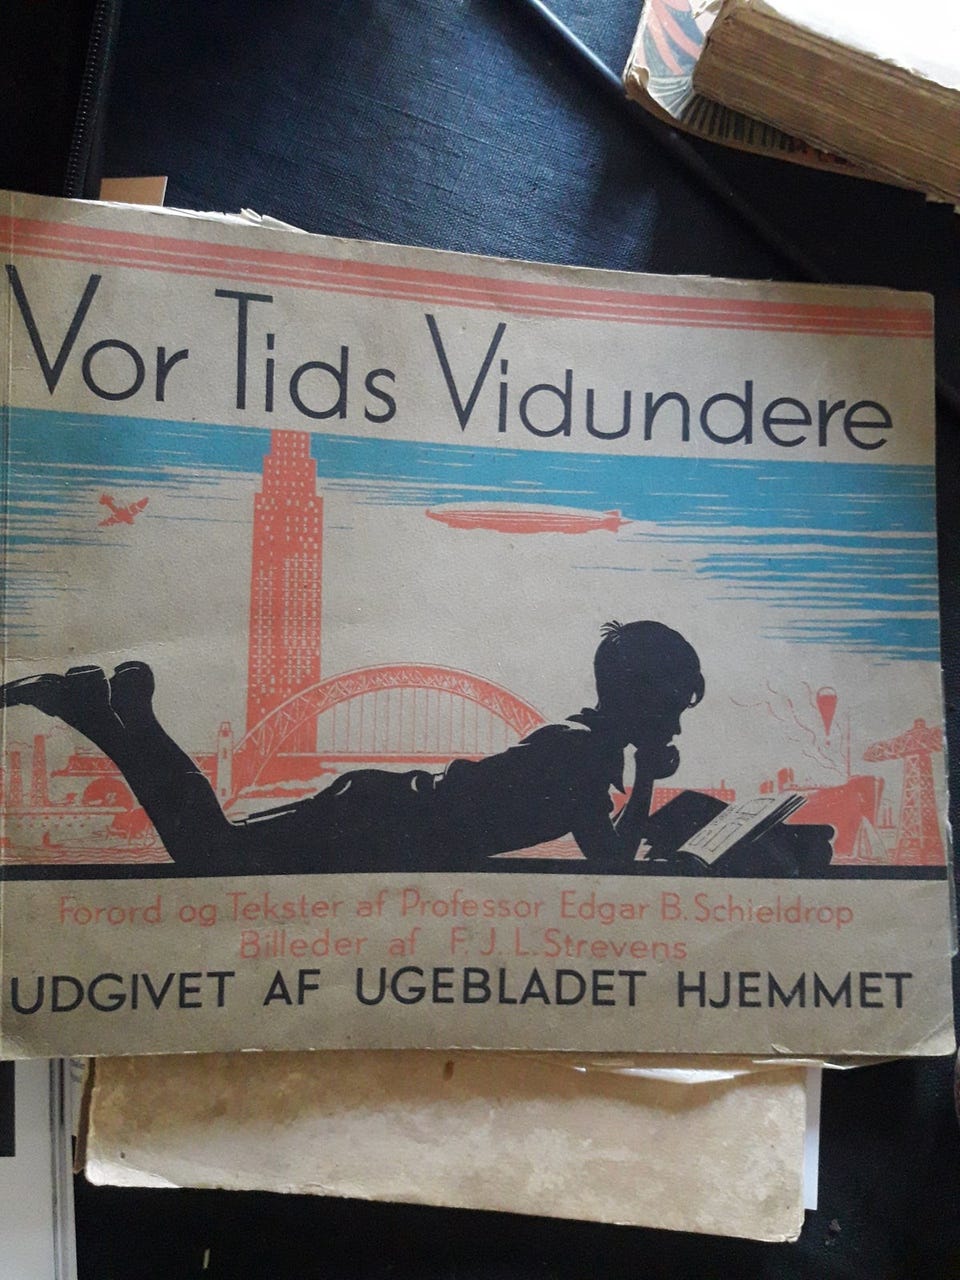 Vor Tids Vidundere
Forord og Tekster af Professor Edgar B. Schieldrop
Billeder af F. J. L. Strevens
UDGIVET AF UGEBLADET HJEMMET